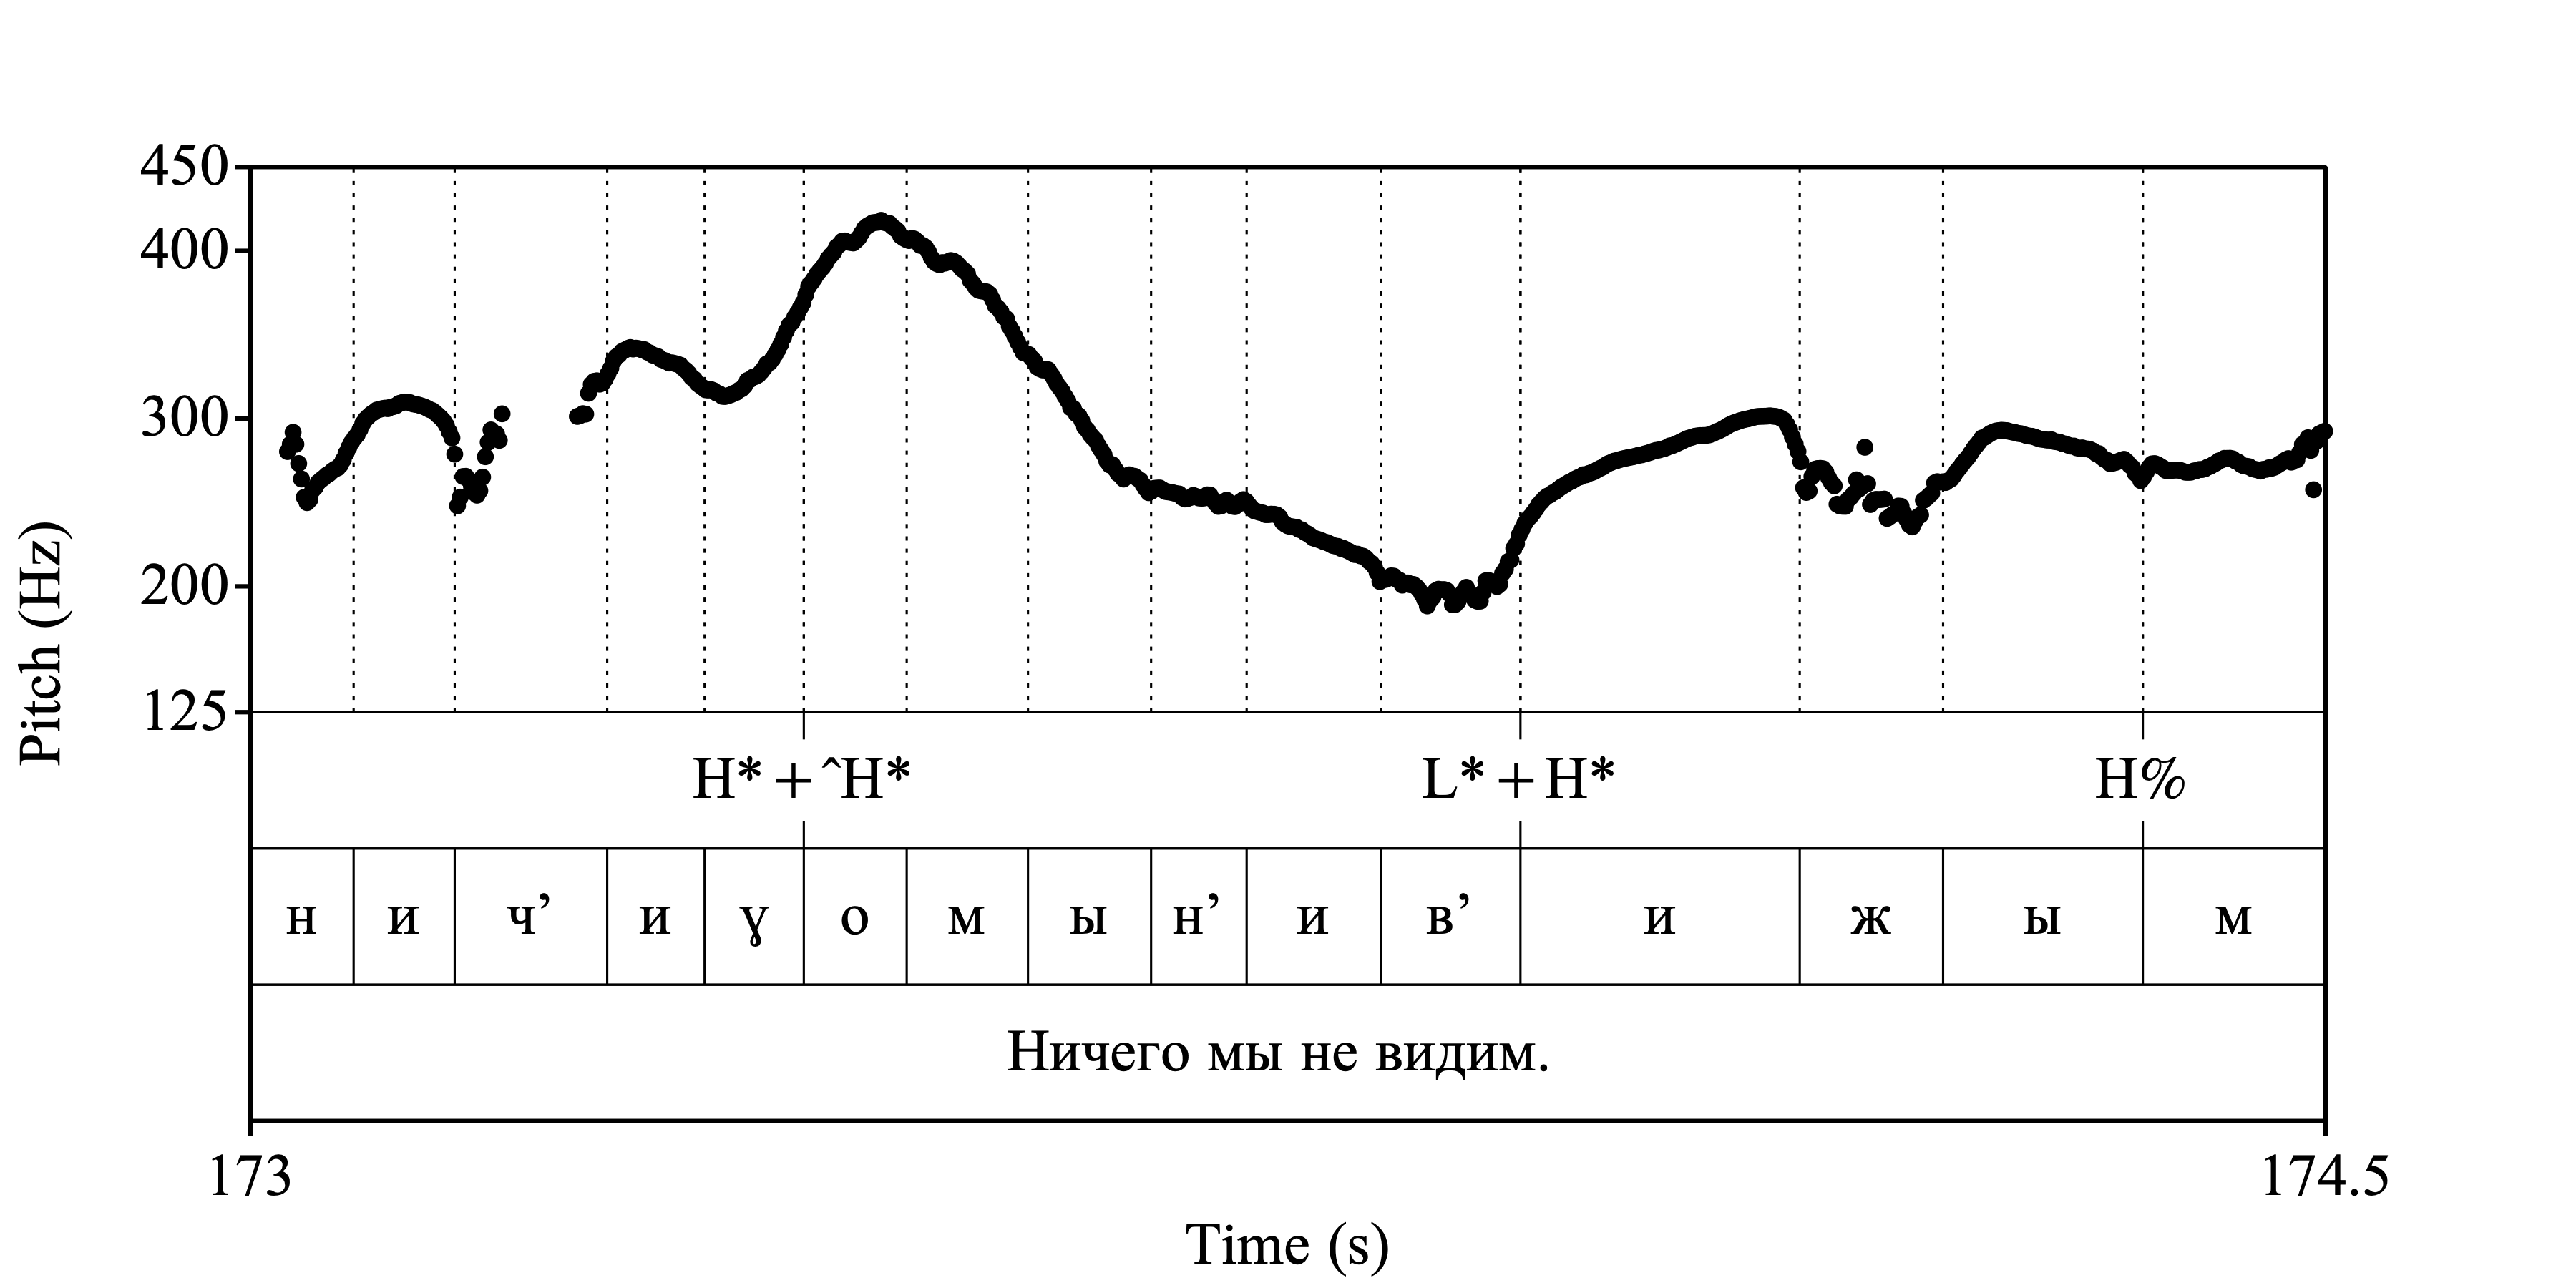 450
400
300
200
125
Pitch (Hz)
H* + ^H* L* + H* H%
н и ч’ и ɣ о м ы н’ и в’ и ж ы м
Ничего мы не видим.
173 174.5
Time (s)